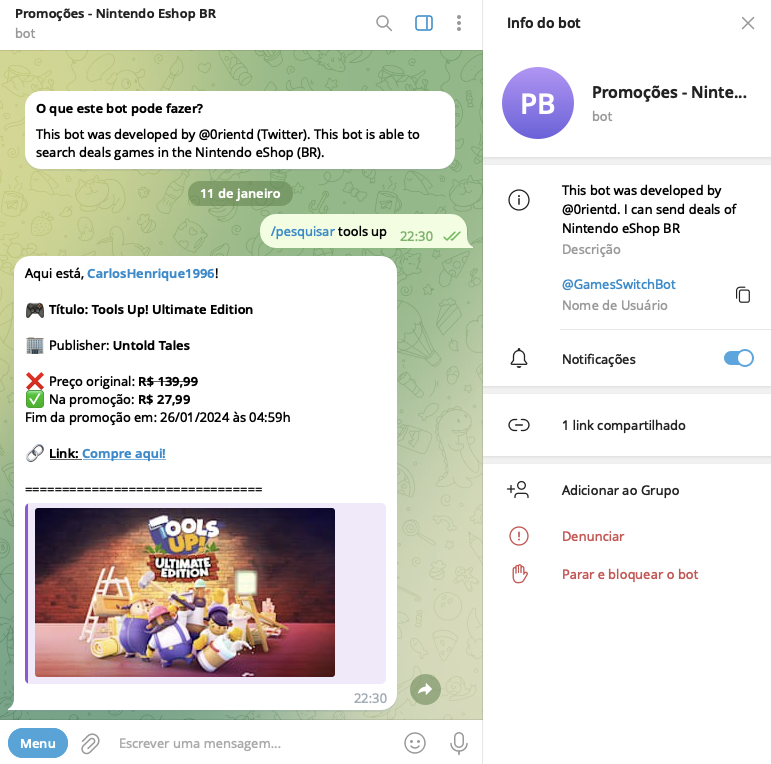 Promoções - Nintendo Eshop BR
bot
O que este bot pode fazer?
This bot was developed by @0rientd (Twitter). This bot is able to
search deals games in the Nintendo eShop (BR).
11 de janeiro
/pesquisar tools up 22:30
Aqui está, CarlosHenrique1996!
🎮 Título: Tools Up! Ultimate Edition
🏢 Publisher: Untold Tales
❌ Preço original: R$ 139,99
✅ Na promoção: R$ 27,99
Fim da promoção em: 26/01/2024 às 04:59h
🔗 Link: Compre aqui!
================================
TOOLS
UP!
ULTIMATE
EDITION
22:30
Menu
Escrever uma mensagem...
Info do bot
PB
Promoções - Ninte...
bot
This bot was developed by
@0rientd. I can send deals of
Nintendo eShop BR
Descrição
@GamesSwitchBot
Nome de Usuário
Notificações
1 link compartilhado
Adicionar ao Grupo
Denunciar
Parar e bloquear o bot